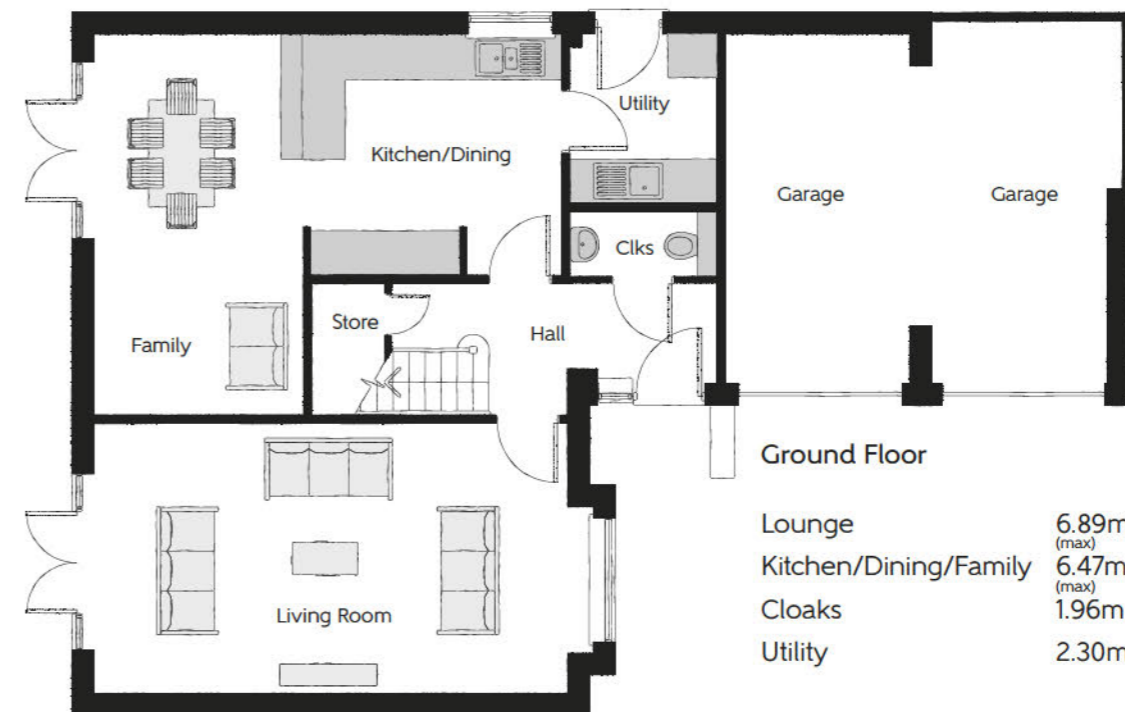 Utility
Kitchen/Dining
Garage
Garage
Clks
Store
Hall
Family
Living Room
Ground Floor
Lounge 6.89m
(max)
Kitchen/Dining/Family 6.47m
(max)
Cloaks 1.96m
Utility 2.30m